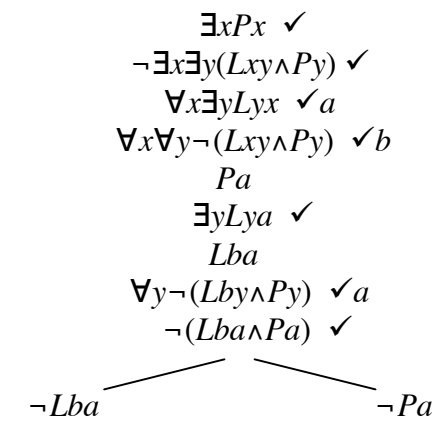 ∃xPx ✓
¬∃x∃y(Lxy∧Py) ✓
∀x∃yLyx ✓a
∀x∀y¬(Lxy∧Py) ✓b
Pa
∃yLya ✓
Lba
∀y¬(Lby∧Py) ✓a
¬(Lba∧Pa) ✓
¬Lba ¬Pa